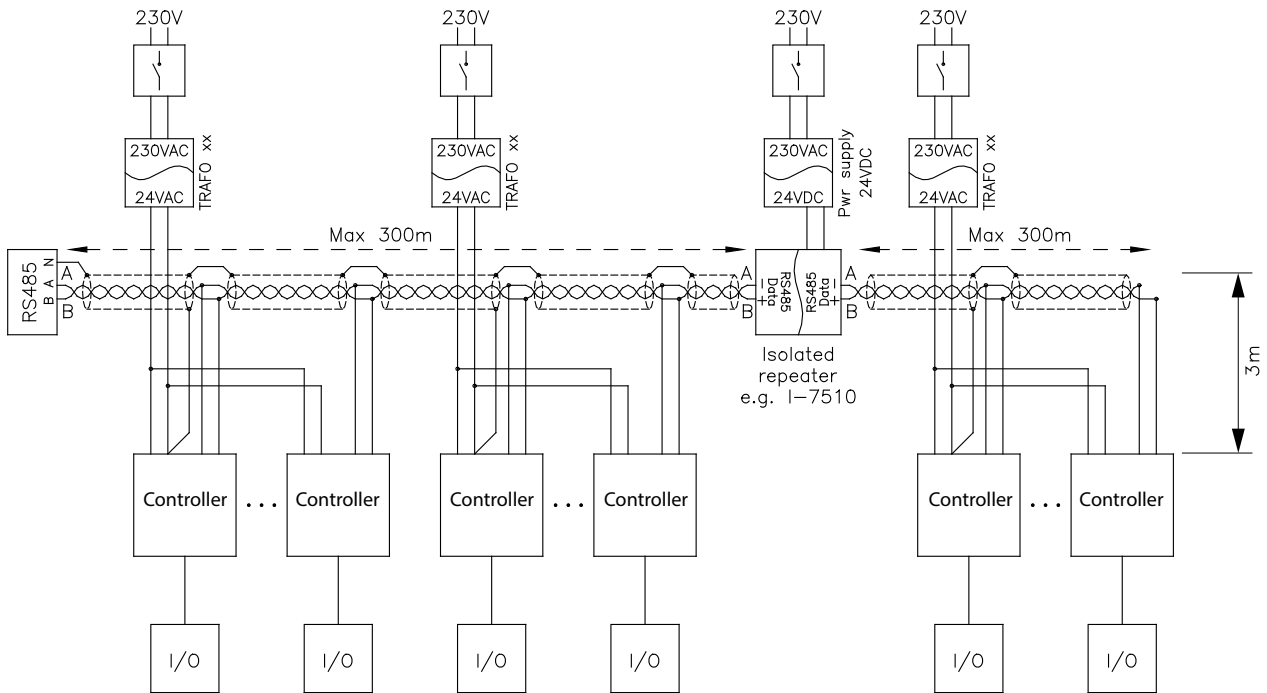 230V
230V
230V
230V
230VAC
24VAC
TRAFO xx
230VAC
24VAC
TRAFO xx
230VAC
24VDC
Pwr supply
24VDC
230VAC
24VAC
TRAFO xx
Max 300m
Max 300m
RS485
N
A
B
A
B
A
B
RS485
Data
- +
RS485
Data
- +
A
B
Isolated
repeater
e.g. I-7510
3m
Controller
...
Controller
Controller
...
Controller
Controller
...
Controller
I/O
I/O
I/O
I/O
I/O
I/O